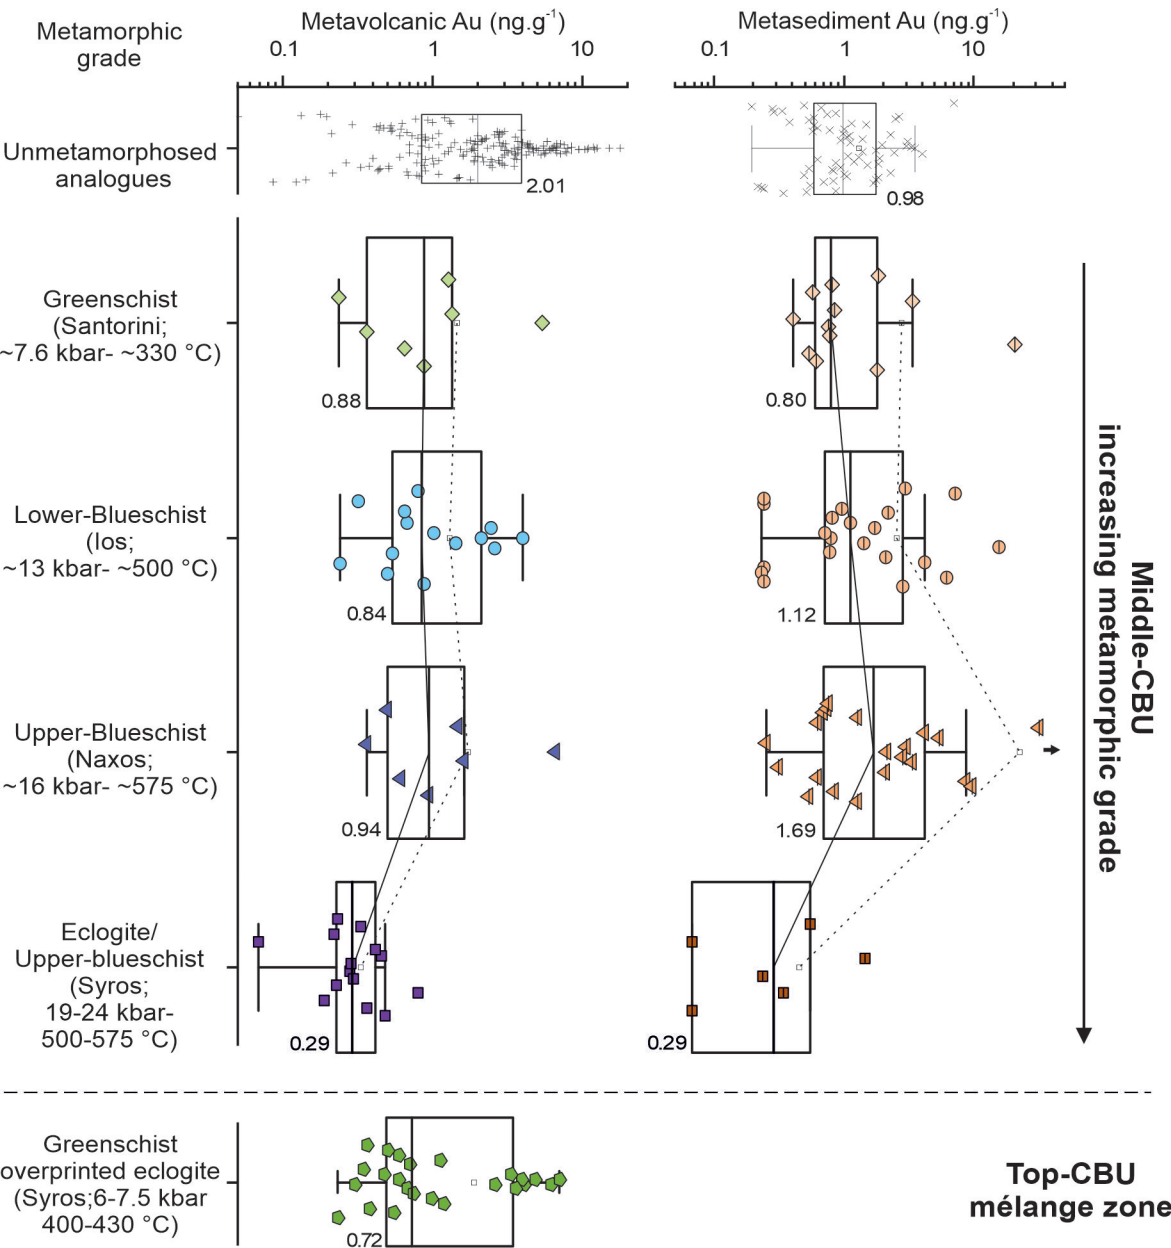 Metamorphic
grade
Metavolcanic Au (ng.g⁻¹)
0.1 1 10
Metasediment Au (ng.g⁻¹)
0.1 1 10
Unmetamorphosed
analogues
2.01
0.98
Greenschist
(Santorini;
~7.6 kbar- ~330 °C)
0.88
0.80
Lower-Blueschist
(Ios;
~13 kbar- ~500 °C)
0.84
1.12
Upper-Blueschist
(Naxos;
~16 kbar- ~575 °C)
0.94
1.69
Eclogite/
Upper-blueschist
(Syros;
19-24 kbar-
500-575 °C)
0.29
0.29
Middle-CBU
increasing metamorphic grade
Greenschist
overprinted eclogite
(Syros;6-7.5 kbar
400-430 °C)
0.72
Top-CBU
mélange zone